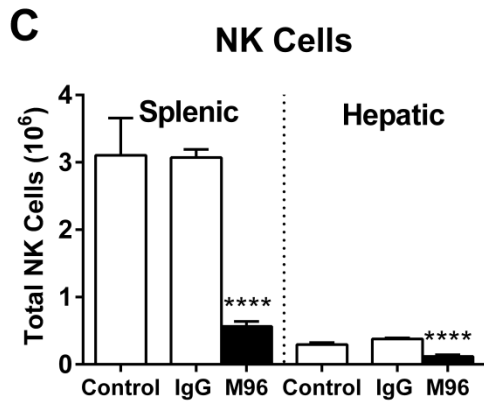 C
NK Cells
Total NK Cells (10⁶)
4
3
2
1
0
Splenic
Hepatic
****
****
Control IgG M96 Control IgG M96